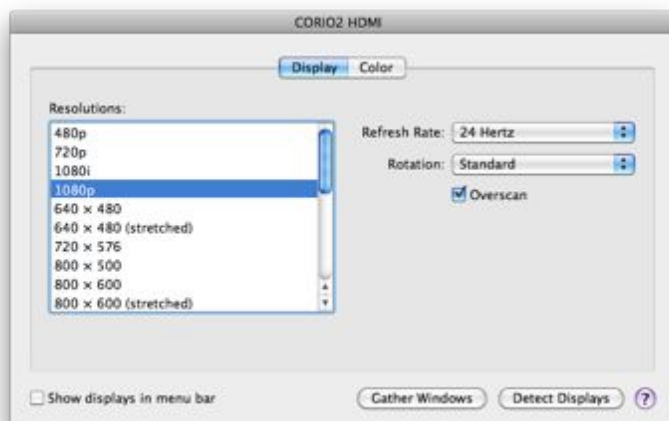 CORIO2 HDMI
Display Color
Resolutions:
480p
720p
1080i
1080p
640 × 480
640 × 480 (stretched)
720 × 576
800 × 500
800 × 600
800 × 600 (stretched)
Refresh Rate: 24 Hertz
Rotation: Standard
Overscan
Show displays in menu bar
Gather Windows Detect Displays ?